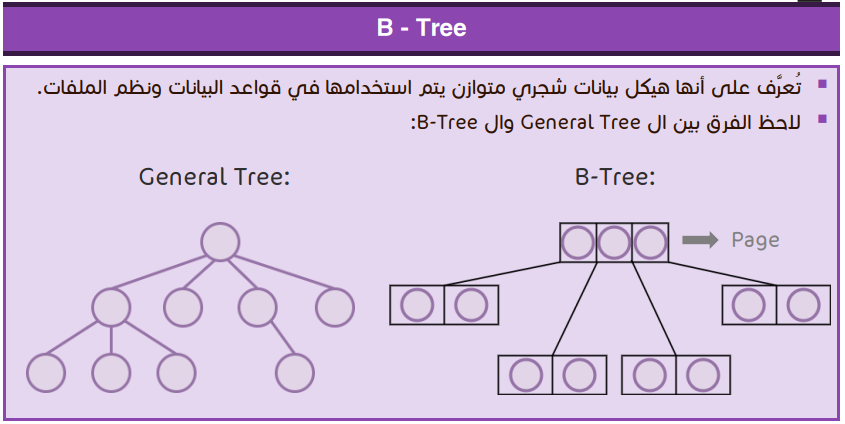 B - Tree
تُعرَّف على أنها هيكل بيانات شجري متوازن يتم استخدامها في قواعد البيانات ونظم الملفات.
لاحظ الفرق بين ال General Tree وال B-Tree:
General Tree:
B-Tree:
Page